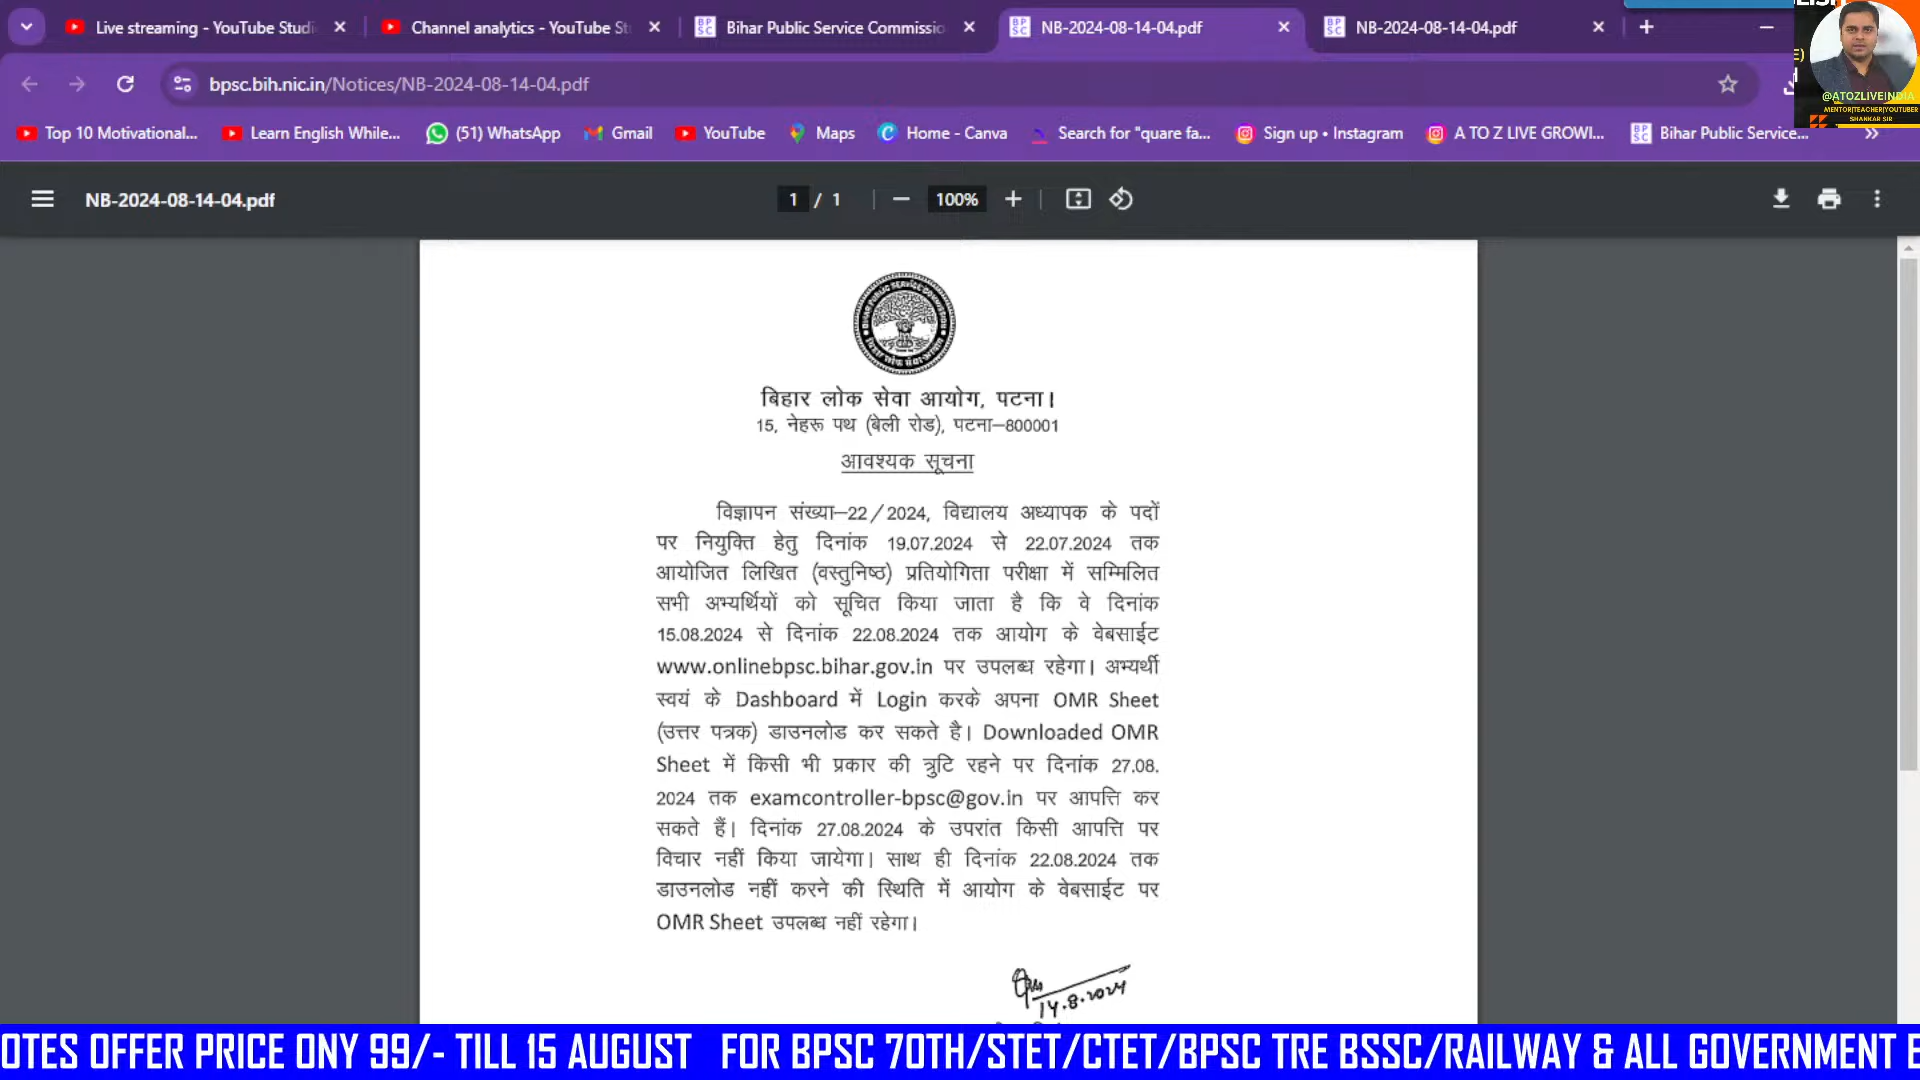 Live streaming - YouTube Studi
Channel analytics - YouTube St
Bihar Public Service Commissio
NB-2024-08-14-04.pdf
NB-2024-08-14-04.pdf
bpsc.bih.nic.in/Notices/NB-2024-08-14-04.pdf
@ATOZLIVEINDIA
MENTOR|TEACHER|YOUTUBER
SHANKAR SIR
Top 10 Motivational...
Learn English While...
(51) WhatsApp
Gmail
YouTube
Maps
Home - Canva
Search for "quare fa...
Sign up • Instagram
A TO Z LIVE GROWI...
Bihar Public Service...
NB-2024-08-14-04.pdf
1 / 1
100%
बिहार लोक सेवा आयोग, पटना।
15, नेहरू पथ (बेली रोड), पटना–800001
आवश्यक सूचना
विज्ञापन संख्या–22/2024, विद्यालय अध्यापक के पदों
पर नियुक्ति हेतु दिनांक 19.07.2024 से 22.07.2024 तक
आयोजित लिखित (वस्तुनिष्ठ) प्रतियोगिता परीक्षा में सम्मिलित
सभी अभ्यर्थियों को सूचित किया जाता है कि वे दिनांक
15.08.2024 से दिनांक 22.08.2024 तक आयोग के वेबसाईट
www.onlinebpsc.bihar.gov.in पर उपलब्ध रहेगा। अभ्यर्थी
स्वयं के Dashboard में Login करके अपना OMR Sheet
(उत्तर पत्रक) डाउनलोड कर सकते है। Downloaded OMR
Sheet में किसी भी प्रकार की त्रुटि रहने पर दिनांक 27.08.
2024 तक examcontroller-bpsc@gov.in पर आपत्ति कर
सकते हैं। दिनांक 27.08.2024 के उपरांत किसी आपत्ति पर
विचार नहीं किया जायेगा। साथ ही दिनांक 22.08.2024 तक
डाउनलोड नहीं करने की स्थिति में आयोग के वेबसाईट पर
OMR Sheet उपलब्ध नहीं रहेगा।
14.8.2024
OTES OFFER PRICE ONY 99/- TILL 15 AUGUST FOR BPSC 70TH/STET/CTET/BPSC TRE BSSC/RAILWAY & ALL GOVERNMENT E